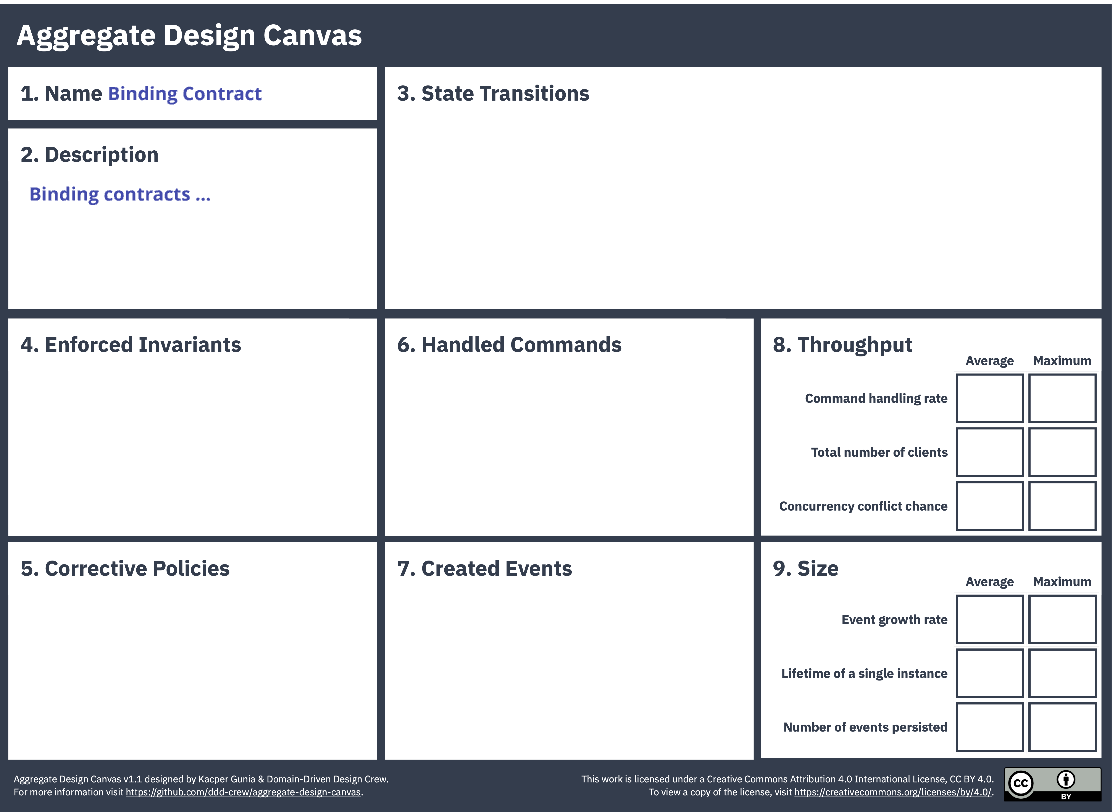 Aggregate Design Canvas
1. Name Binding Contract
2. Description
Binding contracts ...
3. State Transitions
4. Enforced Invariants
5. Corrective Policies
6. Handled Commands
7. Created Events
8. Throughput
Average Maximum
Command handling rate
Total number of clients
Concurrency conflict chance
9. Size
Average Maximum
Event growth rate
Lifetime of a single instance
Number of events persisted
Aggregate Design Canvas v1.1 designed by Kacper Gunia & Domain-Driven Design Crew.
For more information visit https://github.com/ddd-crew/aggregate-design-canvas.
This work is licensed under a Creative Commons Attribution 4.0 International License, CC BY 4.0.
To view a copy of the license, visit https://creativecommons.org/licenses/by/4.0/.
cc
BY